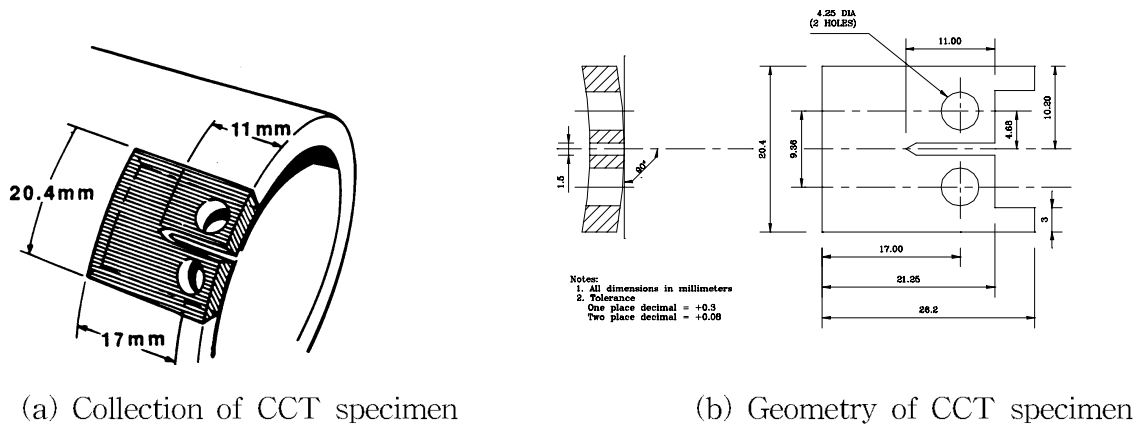 11mm
20.4mm
17mm
4.25 DIA
(2 HOLES)
11.00
10.20
4.68
9.36
20.4
1.5
90°
3
17.00
21.25
26.2
Notes:
1. All dimensions in millimeters
2. Tolerance
One place decimal = +0.3
Two place decimal = +0.08
(a) Collection of CCT specimen
(b) Geometry of CCT specimen